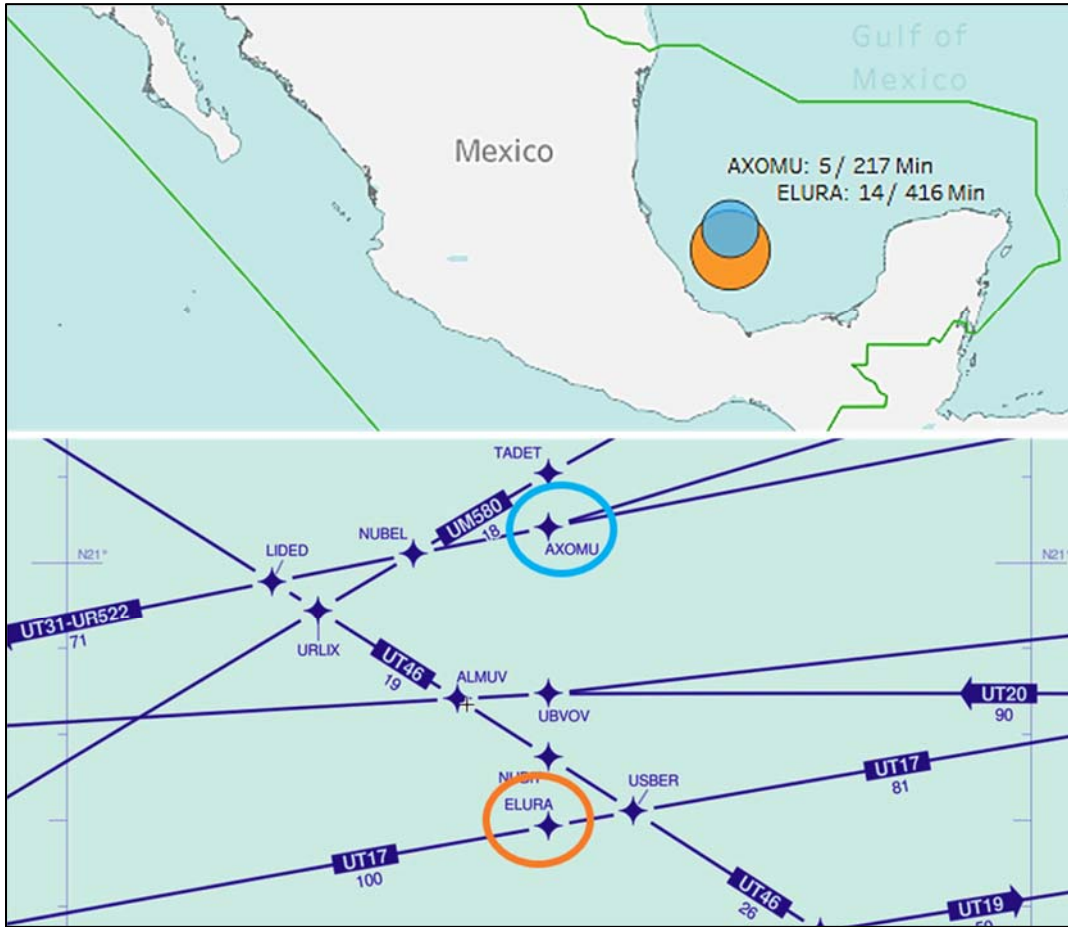 Gulf of
Mexico
Mexico
AXOMU: 5 / 217 Min
ELURA: 14 / 416 Min
TADET
UM580
18
NUBEL
AXOMU
LIDED
N21°
N21°
UT31-UR522
71
URLIX
UT46
19
ALMUV
UBVOV
UT20
90
USBER
UT17
81
ELURA
UT17
100
UT46
26
UT19
50